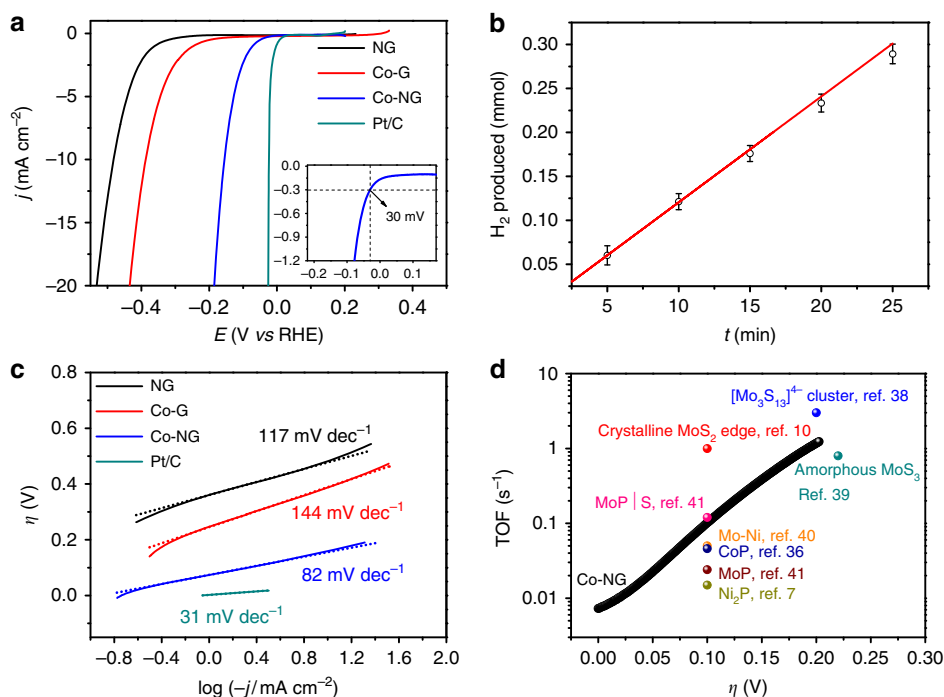 a
0
−5
−10
−15
−20
j (mA cm−2)
NG
Co-G
Co-NG
Pt/C
0.0
−0.3
−0.6
−0.9
−1.2
30 mV
−0.2 −0.1 0.0 0.1
−0.4 −0.2 0.0 0.2 0.4
E (V vs RHE)
b
0.30
0.25
0.20
0.15
0.10
0.05
H2 produced (mmol)
5 10 15 20 25
t (min)
c
0.8
0.6
0.4
0.2
0.0
η (V)
NG
Co-G
Co-NG
Pt/C
117 mV dec−1
144 mV dec−1
82 mV dec−1
31 mV dec−1
−0.8 −0.4 0.0 0.4 0.8 1.2 1.6
log (−j/mA cm−2)
d
10
1
0.1
0.01
TOF (s−1)
[Mo3S13]4− cluster, ref. 38
Crystalline MoS2 edge, ref. 10
Amorphous MoS3
Ref. 39
MoP | S, ref. 41
Mo-Ni, ref. 40
CoP, ref. 36
MoP, ref. 41
Ni2P, ref. 7
Co-NG
0.00 0.05 0.10 0.15 0.20 0.25 0.30
η (V)